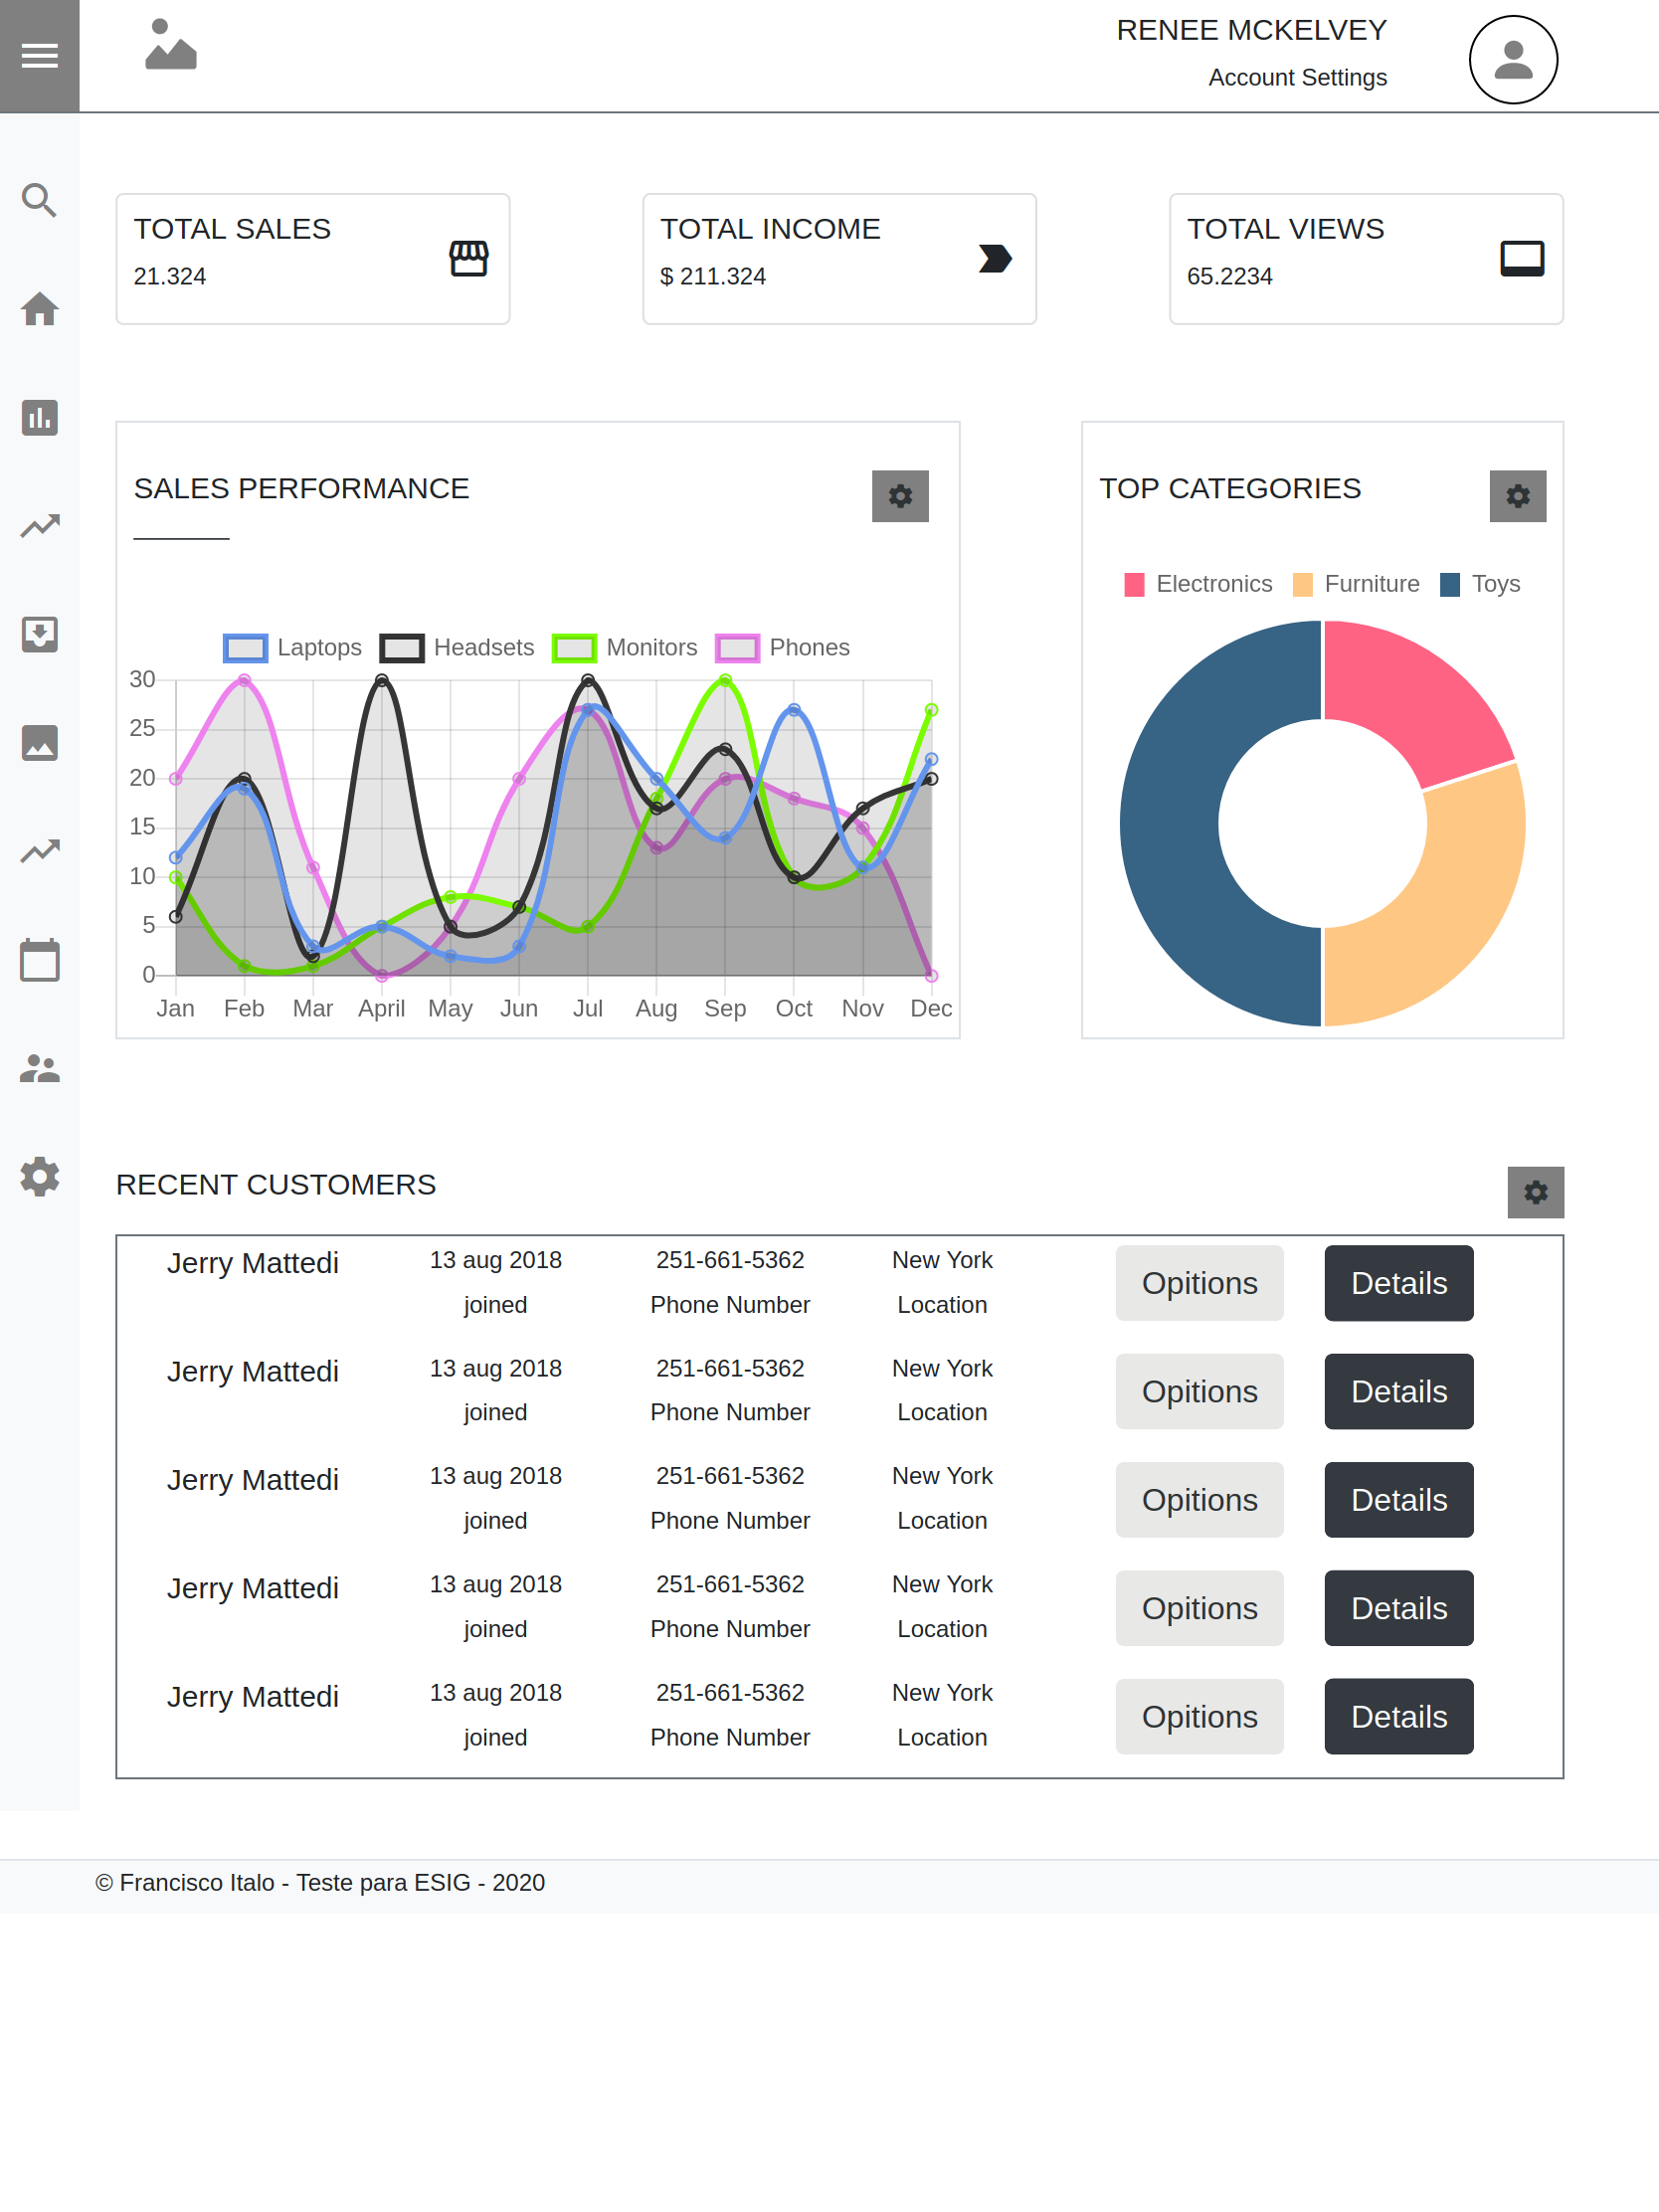 RENEE MCKELVEY
Account Settings
TOTAL SALES
21.324
TOTAL INCOME
$ 211.324
TOTAL VIEWS
65.2234
SALES PERFORMANCE
Laptops Headsets Monitors Phones
30
25
20
15
10
5
0
Jan Feb Mar April May Jun Jul Aug Sep Oct Nov Dec
TOP CATEGORIES
Electronics Furniture Toys
RECENT CUSTOMERS
Jerry Mattedi 13 aug 2018 251-661-5362 New York Opitions Details
joined Phone Number Location
Jerry Mattedi 13 aug 2018 251-661-5362 New York Opitions Details
joined Phone Number Location
Jerry Mattedi 13 aug 2018 251-661-5362 New York Opitions Details
joined Phone Number Location
Jerry Mattedi 13 aug 2018 251-661-5362 New York Opitions Details
joined Phone Number Location
Jerry Mattedi 13 aug 2018 251-661-5362 New York Opitions Details
joined Phone Number Location
© Francisco Italo - Teste para ESIG - 2020